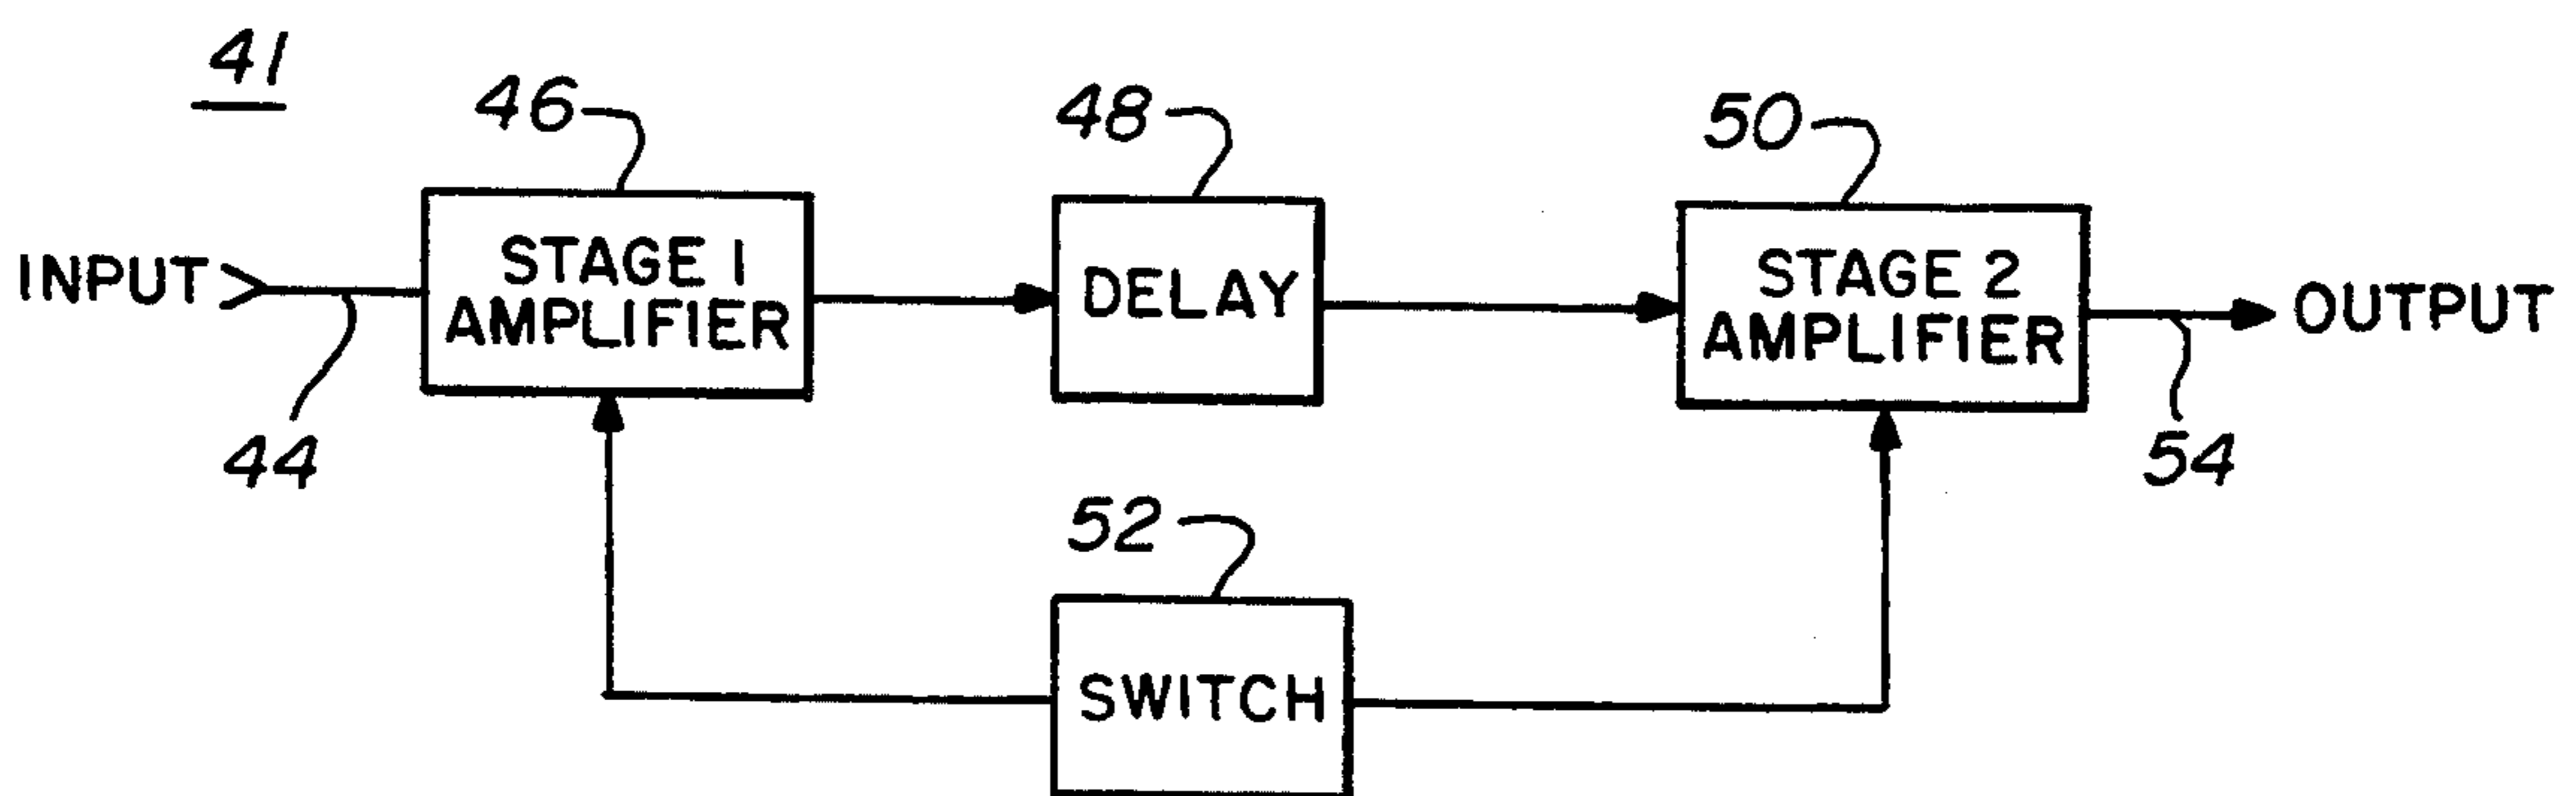 41
46
48
50
INPUT
STAGE 1
AMPLIFIER
DELAY
STAGE 2
AMPLIFIER
OUTPUT
44
54
52
SWITCH